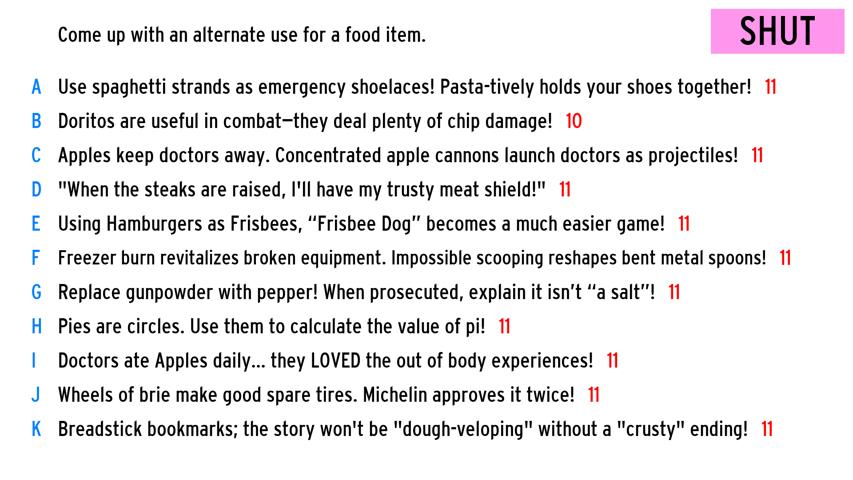 Come up with an alternate use for a food item.
SHUT
A Use spaghetti strands as emergency shoelaces! Pasta-tively holds your shoes together! 11
B Doritos are useful in combat—they deal plenty of chip damage! 10
C Apples keep doctors away. Concentrated apple cannons launch doctors as projectiles! 11
D "When the steaks are raised, I'll have my trusty meat shield!" 11
E Using Hamburgers as Frisbees, “Frisbee Dog” becomes a much easier game! 11
F Freezer burn revitalizes broken equipment. Impossible scooping reshapes bent metal spoons! 11
G Replace gunpowder with pepper! When prosecuted, explain it isn’t “a salt”! 11
H Pies are circles. Use them to calculate the value of pi! 11
I Doctors ate Apples daily... they LOVED the out of body experiences! 11
J Wheels of brie make good spare tires. Michelin approves it twice! 11
K Breadstick bookmarks; the story won't be "dough-veloping" without a "crusty" ending! 11